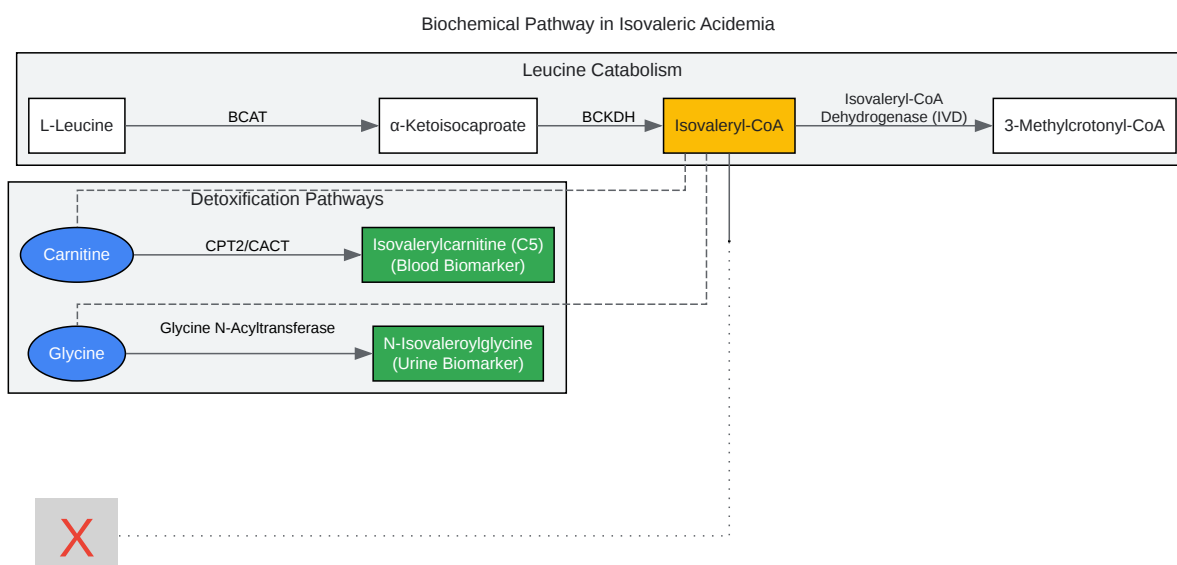 Biochemical Pathway in Isovaleric Acidemia
Leucine Catabolism
L-Leucine
BCAT
α-Ketoisocaproate
BCKDH
Isovaleryl-CoA
Isovaleryl-CoA
Dehydrogenase (IVD)
3-Methylcrotonyl-CoA
Detoxification Pathways
Carnitine
CPT2/CACT
Isovalerylcarnitine (C5)
(Blood Biomarker)
Glycine
Glycine N-Acyltransferase
N-Isovaleroylglycine
(Urine Biomarker)
X